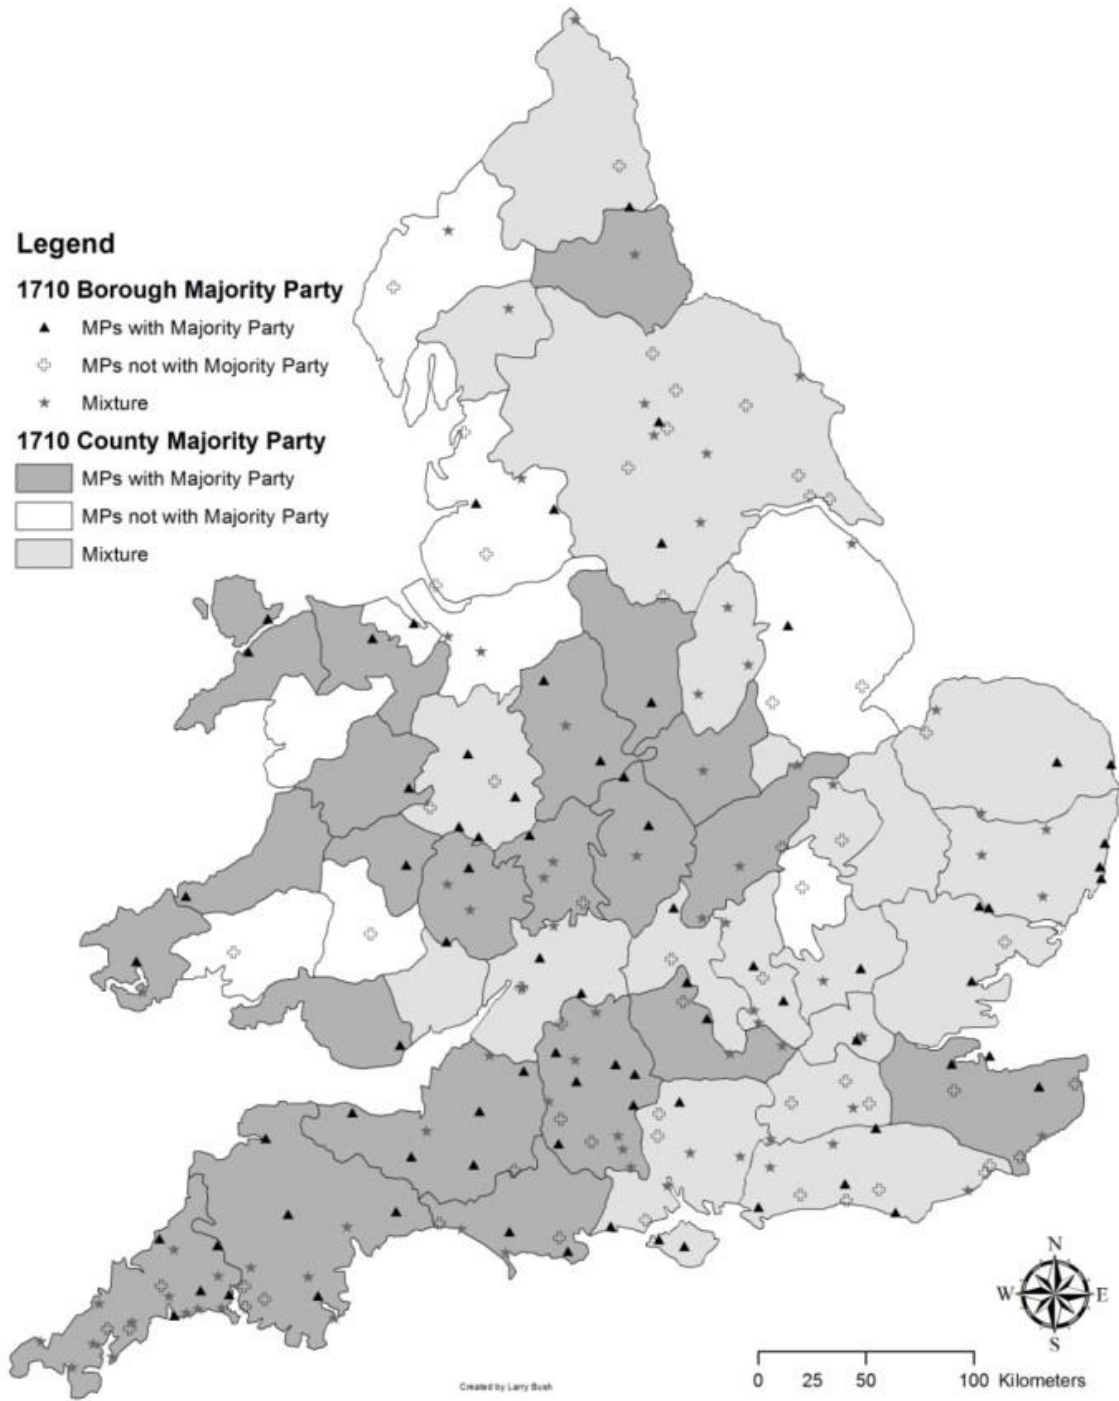 Legend
1710 Borough Majority Party
MPs with Majority Party
MPs not with Mojority Party
Mixture
1710 County Majority Party
MPs with Majority Party
MPs not with Majority Party
Mixture
N
W E
S
0 25 50 100 Kilometers
Created by Larry Bush